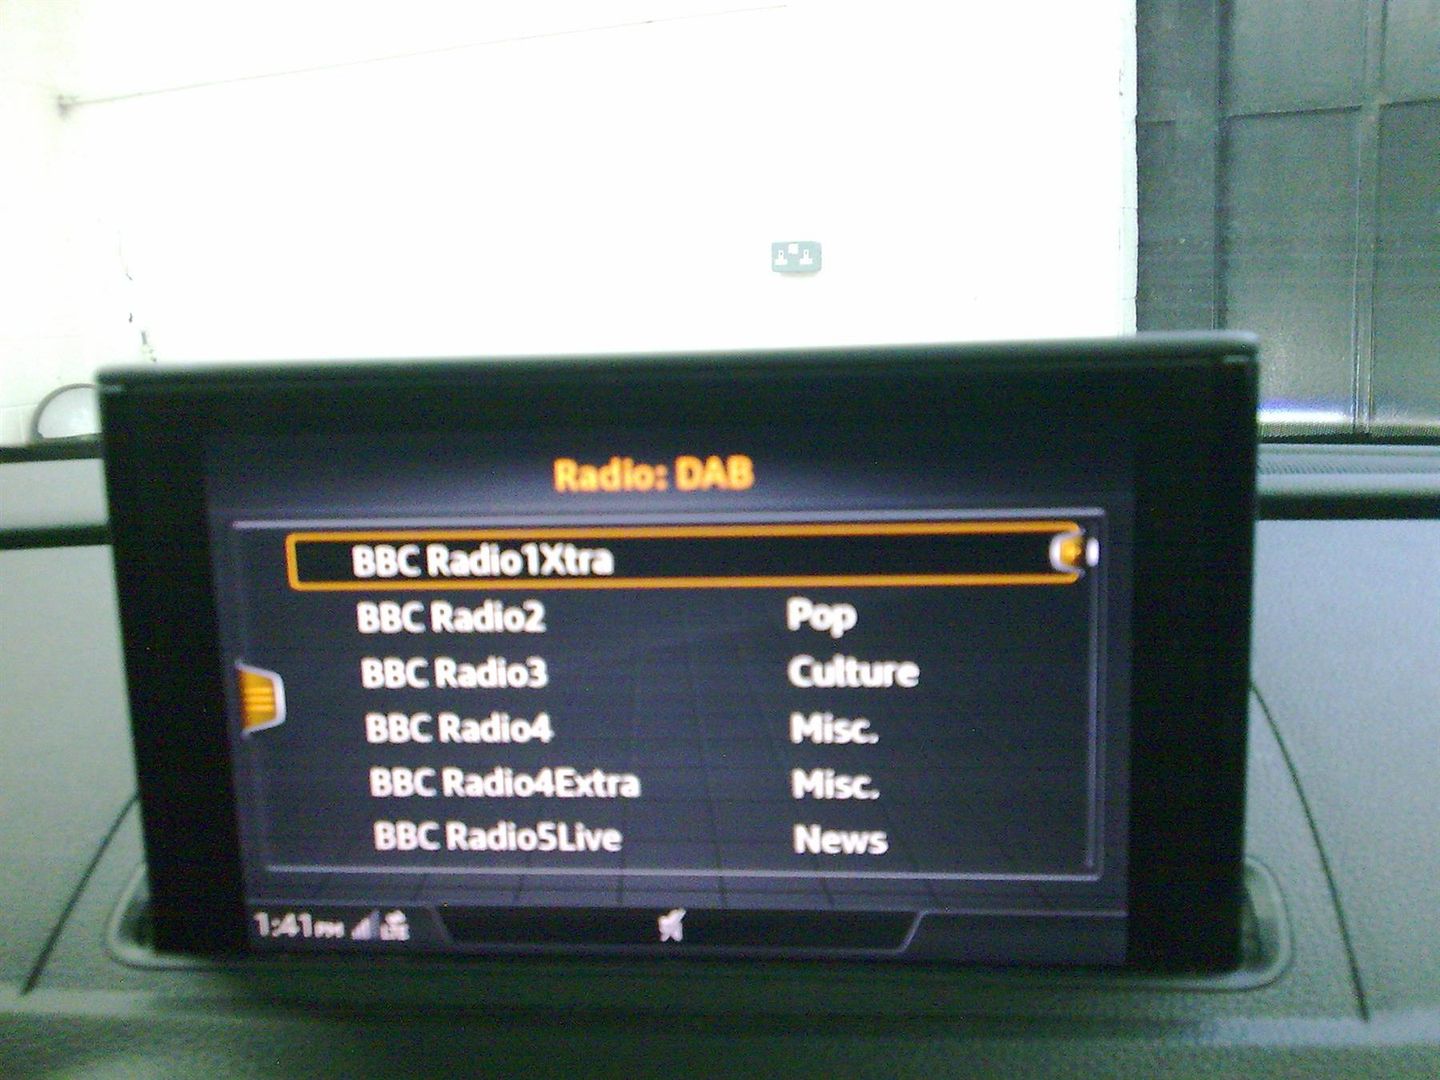 Radio: DAB
BBC Radio1Xtra
BBC Radio2 Pop
BBC Radio3 Culture
BBC Radio4 Misc.
BBC Radio4Extra Misc.
BBC Radio5Live News
1:41PM